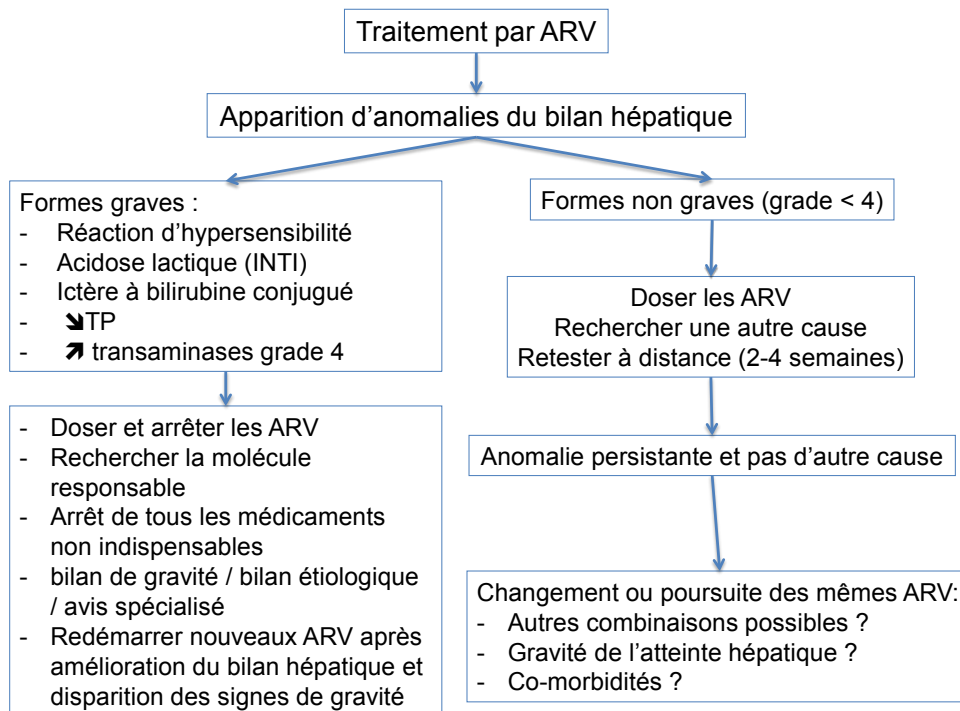 Traitement par ARV
Apparition d'anomalies du bilan hépatique
Formes graves :
- Réaction d'hypersensibilité
- Acidose lactique (INTI)
- Ictère à bilirubine conjugué
- ➘TP
- ➚ transaminases grade 4
- Doser et arrêter les ARV
- Rechercher la molécule
responsable
- Arrêt de tous les médicaments
non indispensables
- bilan de gravité / bilan étiologique
/ avis spécialisé
- Redémarrer nouveaux ARV après
amélioration du bilan hépatique et
disparition des signes de gravité
Formes non graves (grade < 4)
Doser les ARV
Rechercher une autre cause
Retester à distance (2-4 semaines)
Anomalie persistante et pas d'autre cause
Changement ou poursuite des mêmes ARV:
- Autres combinaisons possibles ?
- Gravité de l'atteinte hépatique ?
- Co-morbidités ?